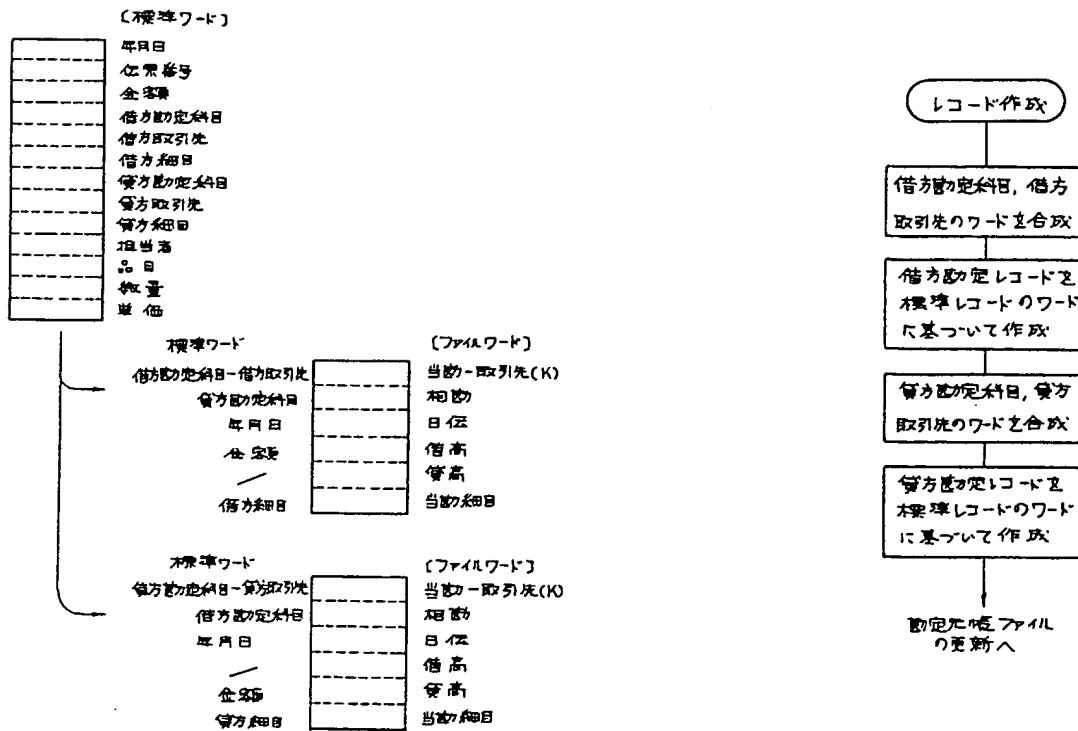 〔標準ワード〕
年月日
伝票番号
金額
借方勘定科目
借方取引先
借方細目
貸方勘定科目
貸方取引先
貸方細目
担当者
品目
数量
単価
標準ワード
〔ファイルワード〕
借方勘定科目-借方取引先
当勘-取引先(K)
貸方勘定科目
相勘
年月日
日伝
金額
借高
/
貸高
借方細目
当勘細目
標準ワード
〔ファイルワード〕
貸方勘定科目-貸方取引先
当勘-取引先(K)
借方勘定科目
相勘
年月日
日伝
/
借高
金額
貸高
貸方細目
当勘細目
レコード作成
借方勘定科目,借方
取引先のワードを合成
借方勘定レコードを
標準レコードのワード
に基づいて作成
貸方勘定科目,貸方
取引先のワードを合成
貸方勘定レコードを
標準レコードのワード
に基づいて作成
勘定元帳ファイル
の更新へ